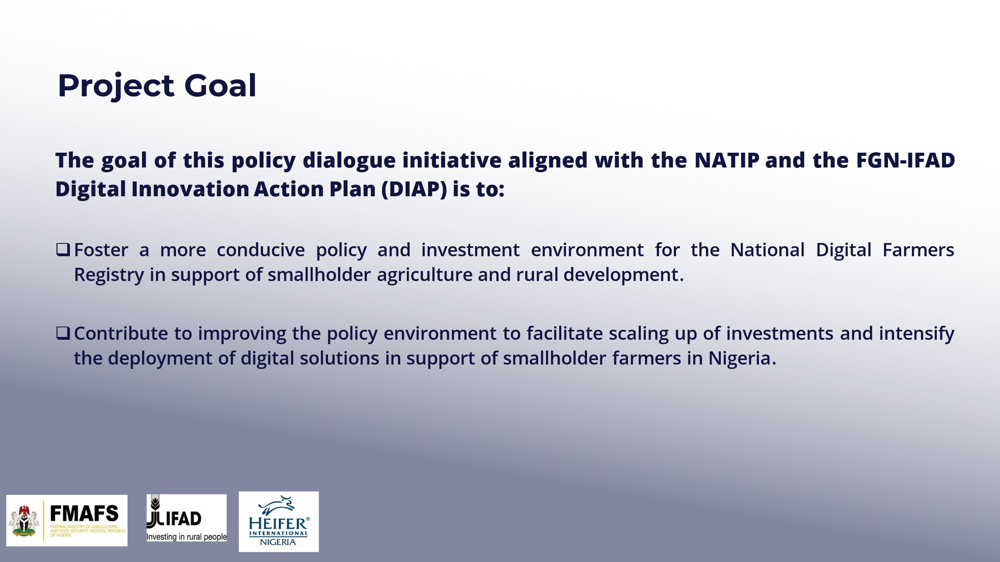 Project Goal
The goal of this policy dialogue initiative aligned with the NATIP and the FGN-IFAD
Digital Innovation Action Plan (DIAP) is to:
❑ Foster a more conducive policy and investment environment for the National Digital Farmers
Registry in support of smallholder agriculture and rural development.
❑ Contribute to improving the policy environment to facilitate scaling up of investments and intensify
the deployment of digital solutions in support of smallholder farmers in Nigeria.
FMAFS
FEDERAL MINISTRY OF AGRICULTURE
AND FOOD SECURITY, FEDERAL REPUBLIC
OF NIGERIA
IFAD
Investing in rural people
HEIFER®
INTERNATIONAL
NIGERIA